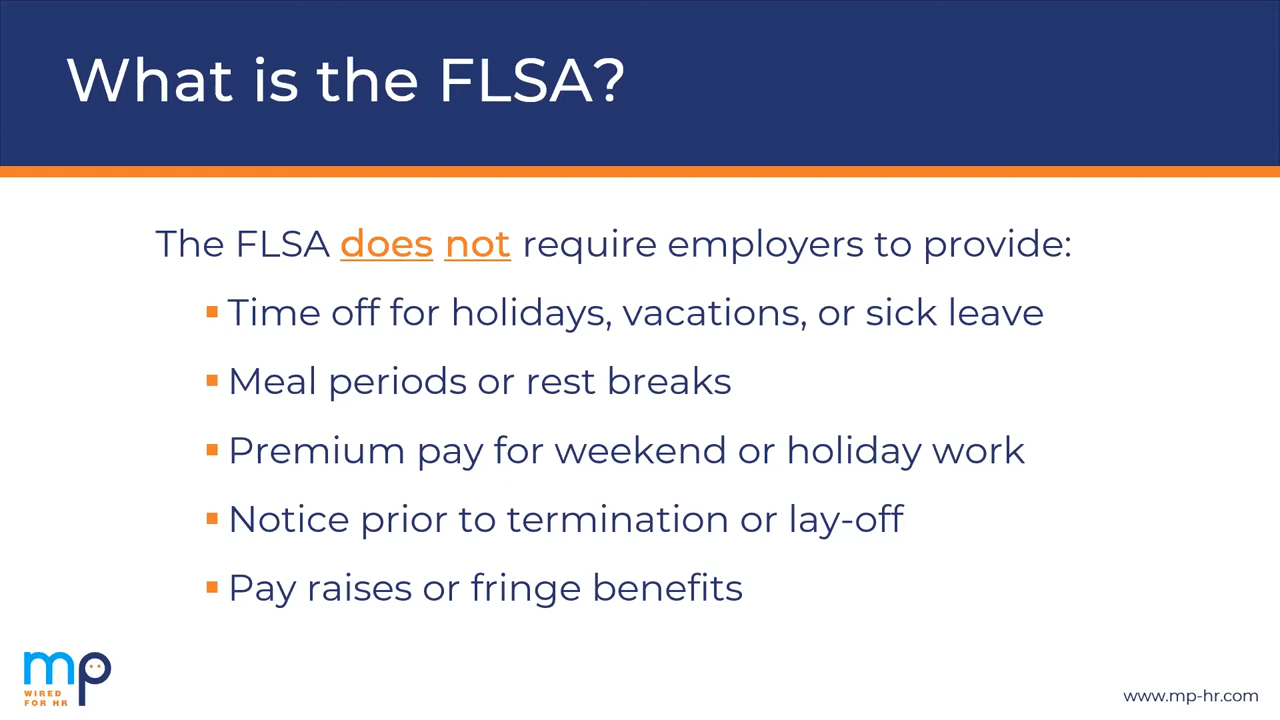 What is the FLSA?
The FLSA does not require employers to provide:
▪ Time off for holidays, vacations, or sick leave
▪ Meal periods or rest breaks
▪ Premium pay for weekend or holiday work
▪ Notice prior to termination or lay-off
▪ Pay raises or fringe benefits
mp
WIRED
FOR HR
www.mp-hr.com